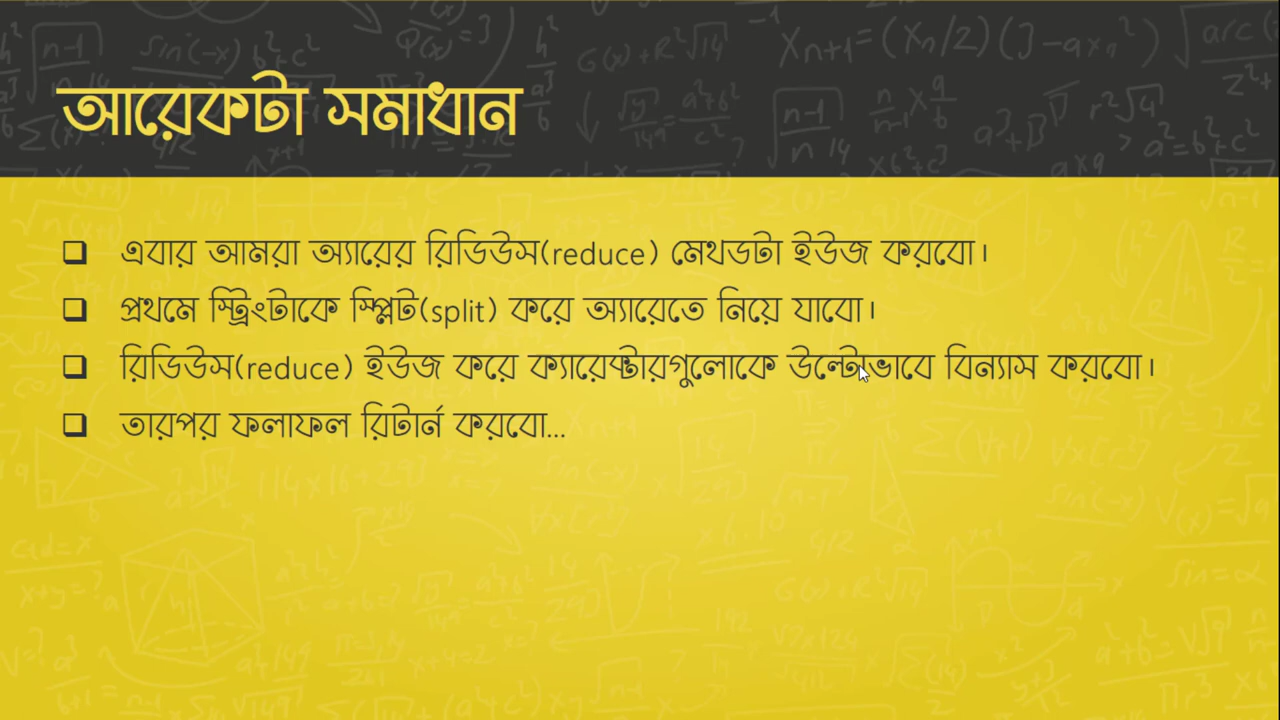 আরেকটা সমাধান
এবার আমরা অ্যারের রিডিউস(reduce) মেথডটা ইউজ করবো।
প্রথমে স্ট্রিংটাকে স্প্লিট(split) করে অ্যারেতে নিয়ে যাবো।
রিডিউস(reduce) ইউজ করে ক্যারেক্টারগুলোকে উল্টোভাবে বিন্যাস করবো।
তারপর ফলাফল রিটার্ন করবো...